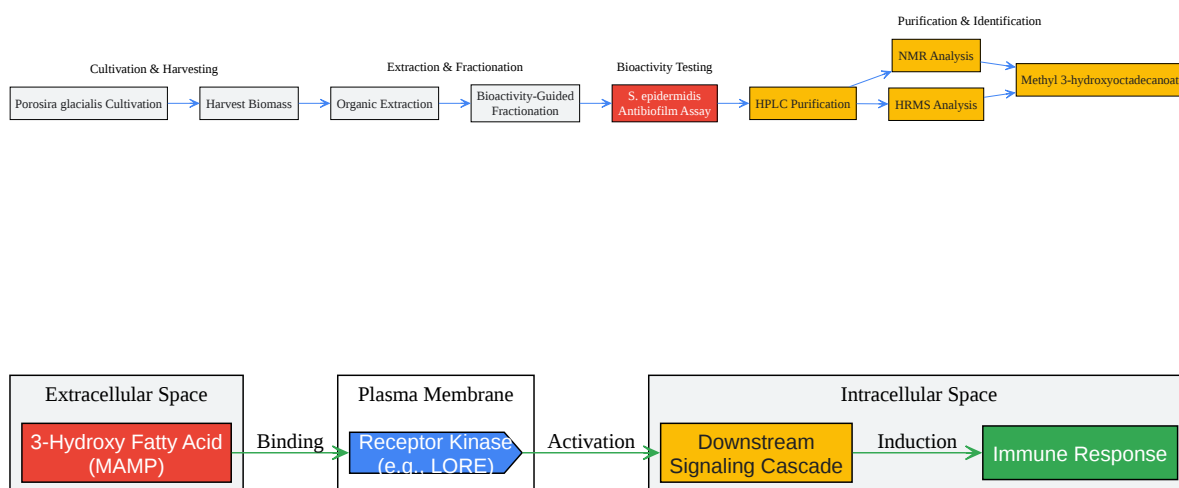 Purification & Identification
Cultivation & Harvesting
Extraction & Fractionation
Bioactivity Testing
NMR Analysis
Porosira glacialis Cultivation
Harvest Biomass
Organic Extraction
Bioactivity-Guided
Fractionation
S. epidermidis
Antibiofilm Assay
HPLC Purification
HRMS Analysis
Methyl 3-hydroxyoctadecanoat
Extracellular Space
Plasma Membrane
Intracellular Space
3-Hydroxy Fatty Acid
(MAMP)
Binding
Receptor Kinase
(e.g., LORE)
Activation
Downstream
Signaling Cascade
Induction
Immune Response